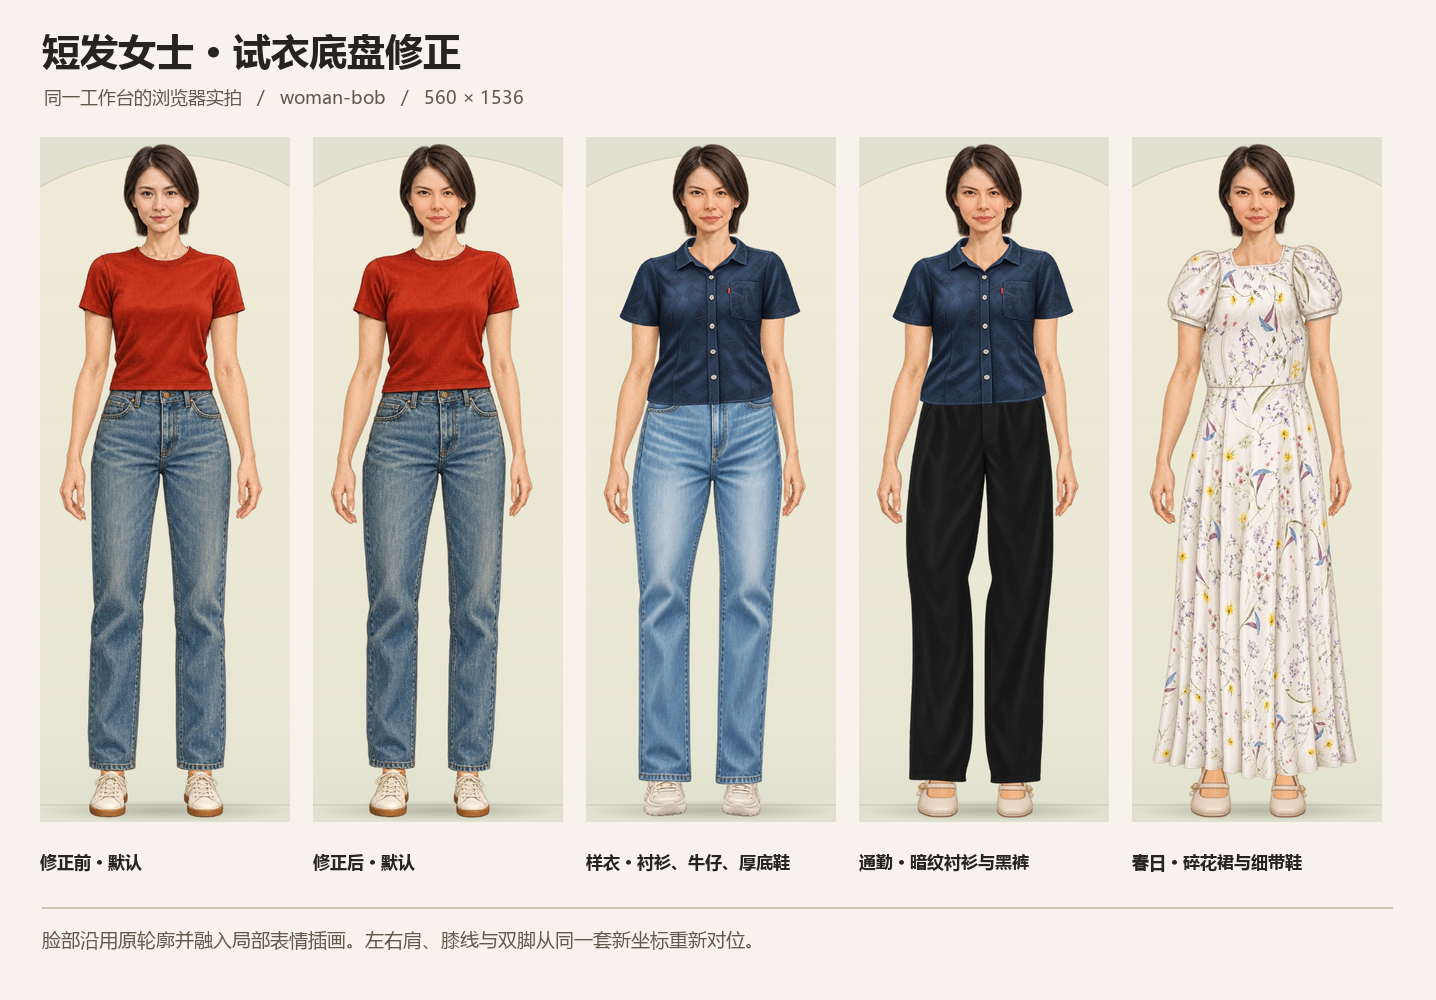 短发女士・试衣底盘修正
同一工作台的浏览器实拍 / woman-bob / 560 × 1536
修正前・默认
修正后・默认
样衣・衬衫、牛仔、厚底鞋
通勤・暗纹衬衫与黑裤
春日・碎花裙与细带鞋
脸部沿用原轮廓并融入局部表情插画。左右肩、膝线与双脚从同一套新坐标重新对位。